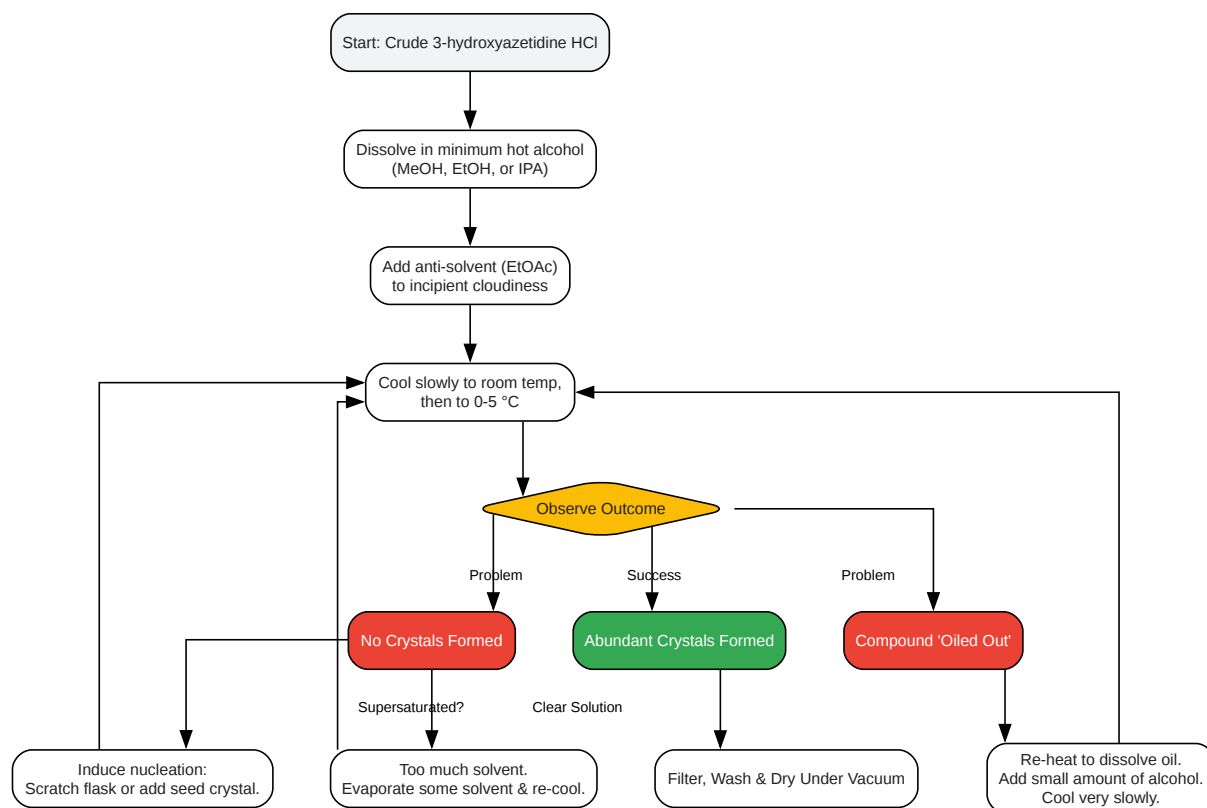 Start: Crude 3-hydroxyazetidine HCl
Dissolve in minimum hot alcohol
(MeOH, EtOH, or IPA)
Add anti-solvent (EtOAc)
to incipient cloudiness
Cool slowly to room temp,
then to 0-5 °C
Observe Outcome
Problem
Success
Problem
No Crystals Formed
Abundant Crystals Formed
Compound 'Oiled Out'
Supersaturated?
Clear Solution
Induce nucleation:
Scratch flask or add seed crystal.
Too much solvent.
Evaporate some solvent & re-cool.
Filter, Wash & Dry Under Vacuum
Re-heat to dissolve oil.
Add small amount of alcohol.
Cool very slowly.